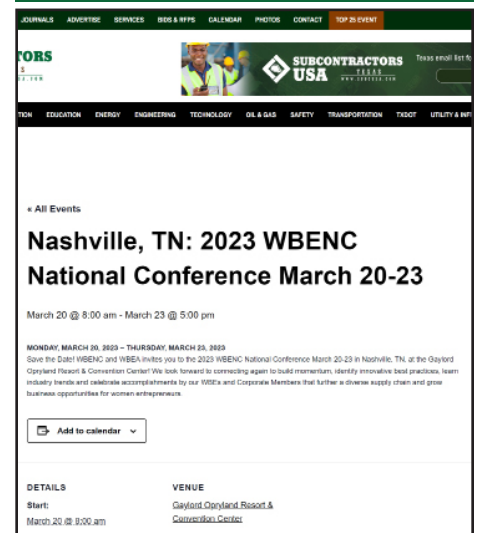 JOURNALS ADVERTISE SERVICES BIDS & RFPS CALENDAR PHOTOS CONTACT TOP 25 EVENT
TORS
SUBCONTRACTORS
USA
TEXAS
WWW.SUBSUSA.COM
Texas email list fo
TION EDUCATION ENERGY ENGINEERING TECHNOLOGY OIL & GAS SAFETY TRANSPORTATION TXDOT UTILITY & INF
« All Events
Nashville, TN: 2023 WBENC
National Conference March 20-23
March 20 @ 8:00 am - March 23 @ 5:00 pm
MONDAY, MARCH 20, 2023 – THURSDAY, MARCH 23, 2023
Save the Date! WBENC and WBEA invites you to the 2023 WBENC National Conference March 20-23 in Nashville, TN, at the Gaylord
Opryland Resort & Convention Center! We look forward to connecting again to build momentum, identify innovative best practices, learn
industry trends and celebrate accomplishments by our WBEs and Corporate Members that further a diverse supply chain and grow
business opportunities for women entrepreneurs.
Add to calendar
DETAILS
VENUE
Start:
March 20 @ 8:00 am
Gaylord Opryland Resort &
Convention Center